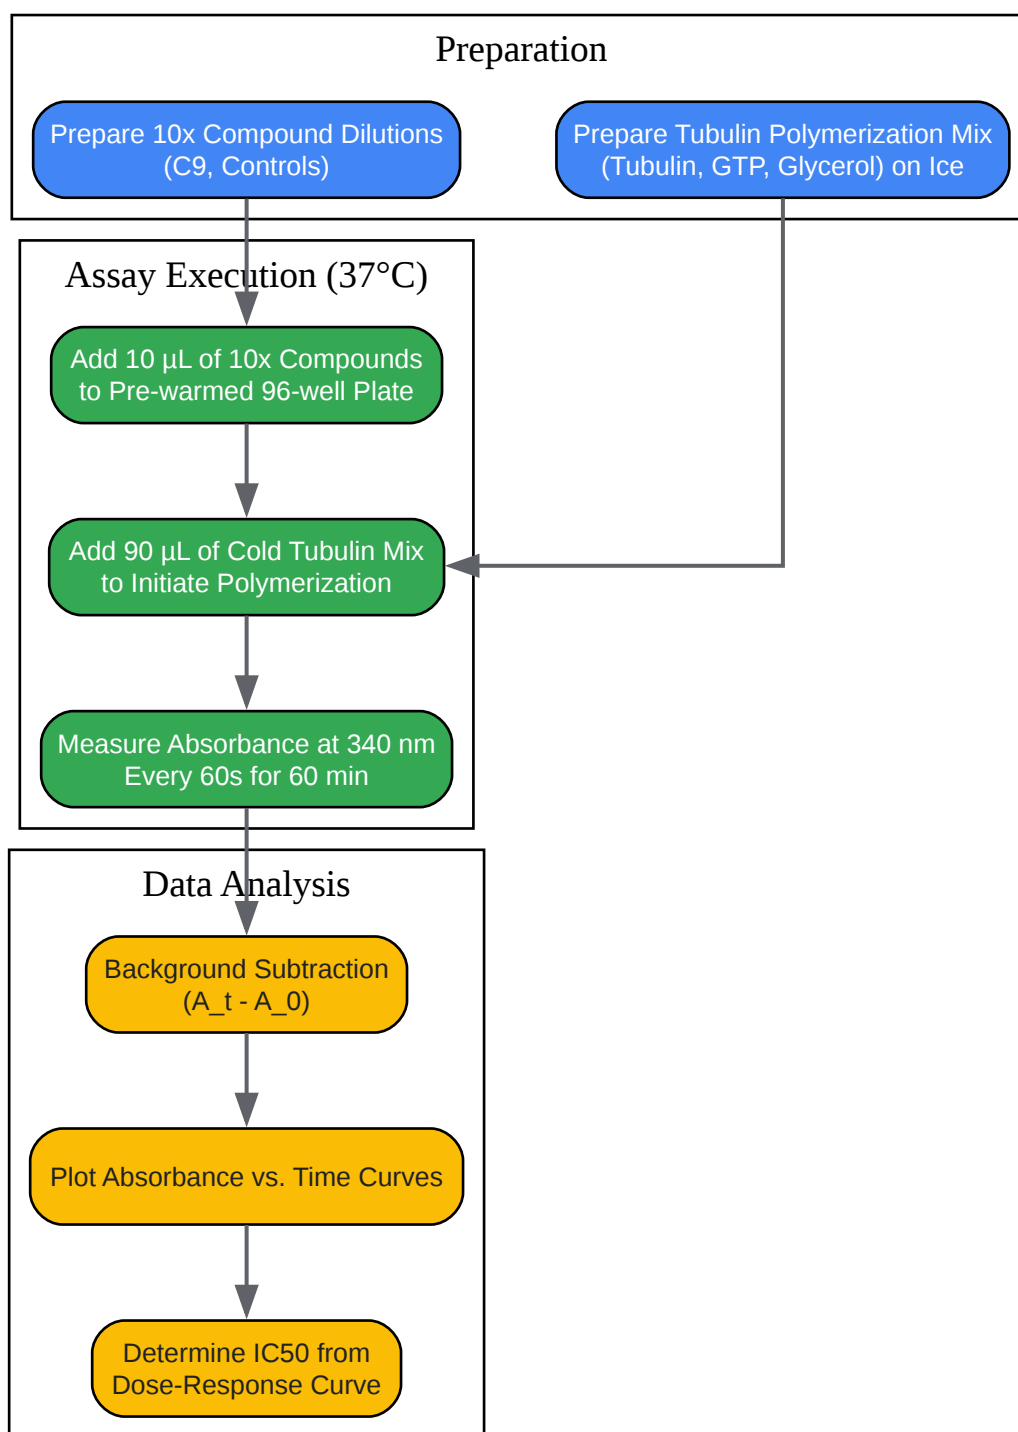 Preparation
Prepare 10x Compound Dilutions
(C9, Controls)
Prepare Tubulin Polymerization Mix
(Tubulin, GTP, Glycerol) on Ice
Assay Execution (37°C)
Add 10 µL of 10x Compounds
to Pre-warmed 96-well Plate
Add 90 µL of Cold Tubulin Mix
to Initiate Polymerization
Measure Absorbance at 340 nm
Every 60s for 60 min
Data Analysis
Background Subtraction
(A_t - A_0)
Plot Absorbance vs. Time Curves
Determine IC50 from
Dose-Response Curve